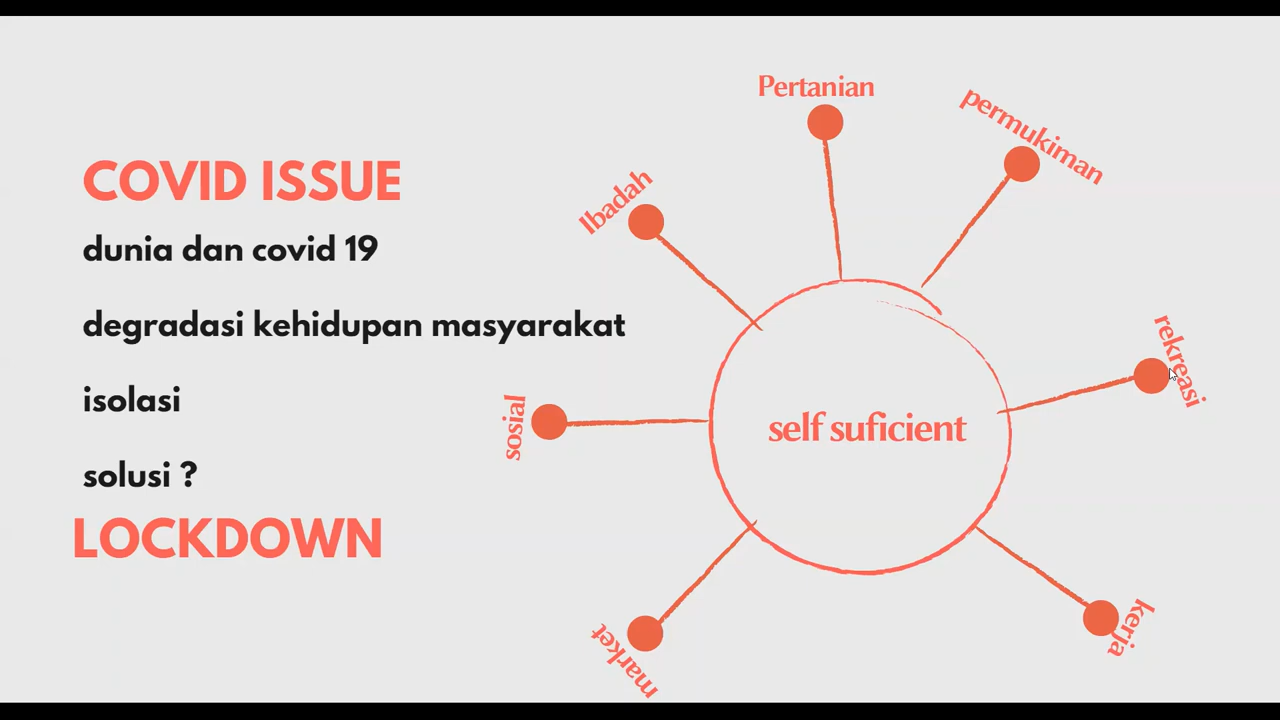 COVID ISSUE
dunia dan covid 19
degradasi kehidupan masyarakat
isolasi
solusi ?
LOCKDOWN
Pertanian
permukiman
Ibadah
rekreasi
sosial
self suficient
kerja
market